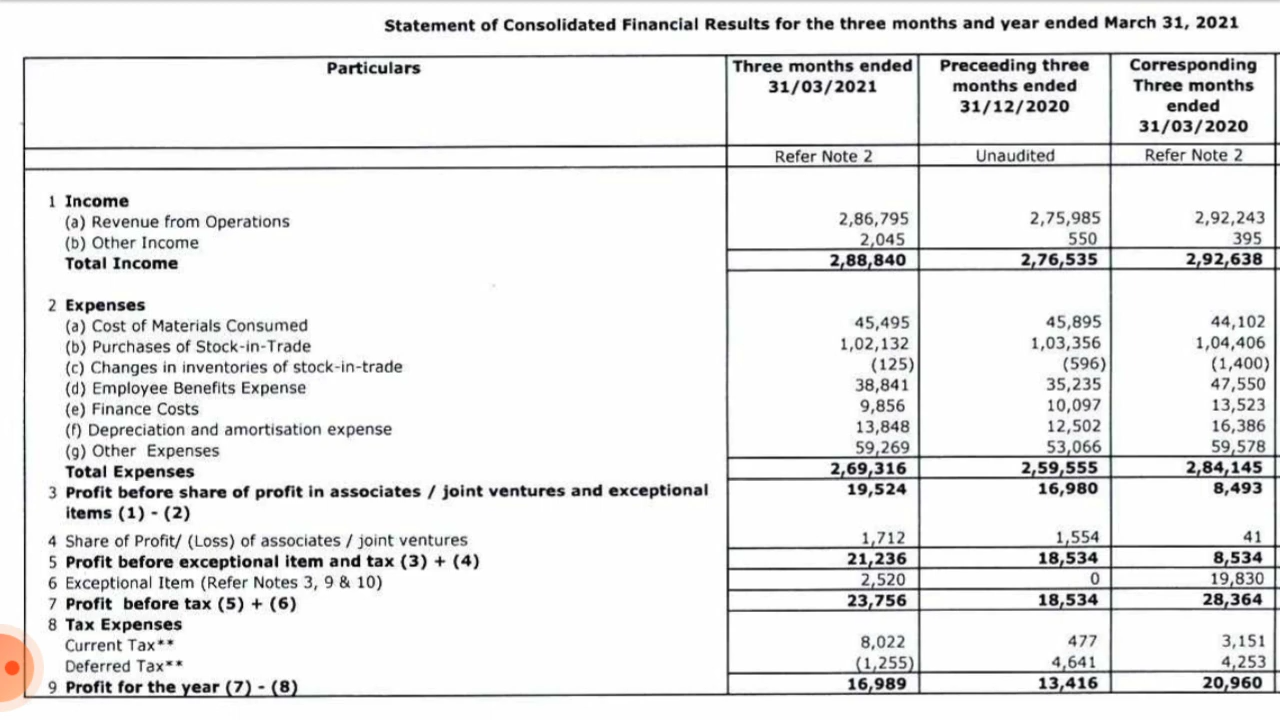 Statement of Consolidated Financial Results for the three months and year ended March 31, 2021
Particulars Three months ended 31/03/2021 Preceeding three months ended 31/12/2020 Corresponding Three months ended 31/03/2020
Refer Note 2 Unaudited Refer Note 2
1 Income
(a) Revenue from Operations 2,86,795 2,75,985 2,92,243
(b) Other Income 2,045 550 395
Total Income 2,88,840 2,76,535 2,92,638
2 Expenses
(a) Cost of Materials Consumed 45,495 45,895 44,102
(b) Purchases of Stock-in-Trade 1,02,132 1,03,356 1,04,406
(c) Changes in inventories of stock-in-trade (125) (596) (1,400)
(d) Employee Benefits Expense 38,841 35,235 47,550
(e) Finance Costs 9,856 10,097 13,523
(f) Depreciation and amortisation expense 13,848 12,502 16,386
(g) Other Expenses 59,269 53,066 59,578
Total Expenses 2,69,316 2,59,555 2,84,145
3 Profit before share of profit in associates / joint ventures and exceptional 19,524 16,980 8,493
items (1) - (2)
4 Share of Profit/ (Loss) of associates / joint ventures 1,712 1,554 41
5 Profit before exceptional item and tax (3) + (4) 21,236 18,534 8,534
6 Exceptional Item (Refer Notes 3, 9 & 10) 2,520 0 19,830
7 Profit before tax (5) + (6) 23,756 18,534 28,364
8 Tax Expenses
Current Tax** 8,022 477 3,151
Deferred Tax** (1,255) 4,641 4,253
9 Profit for the year (7) - (8) 16,989 13,416 20,960